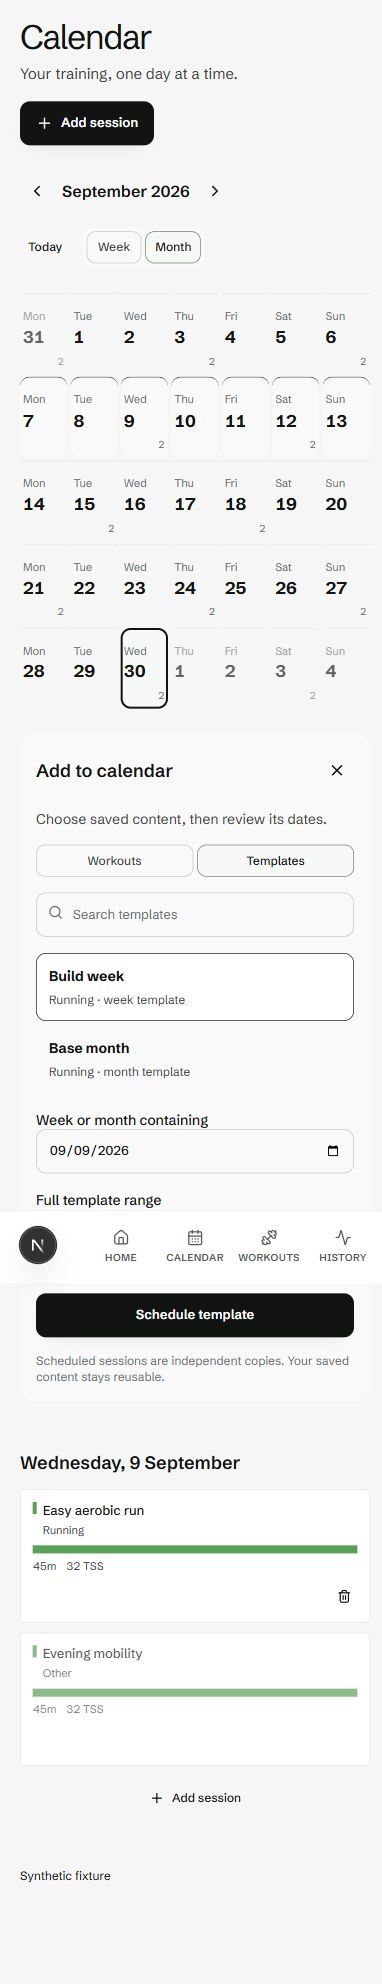 Calendar
Your training, one day at a time.
+ Add session
September 2026
Today Week Month
Mon Tue Wed Thu Fri Sat Sun
31 1 2 3 4 5 6
2 2 2
Mon Tue Wed Thu Fri Sat Sun
7 8 9 10 11 12 13
2 2
Mon Tue Wed Thu Fri Sat Sun
14 15 16 17 18 19 20
2 2
Mon Tue Wed Thu Fri Sat Sun
21 22 23 24 25 26 27
2 2 2
Mon Tue Wed Thu Fri Sat Sun
28 29 30 1 2 3 4
2 2
Add to calendar
Choose saved content, then review its dates.
Workouts Templates
Search templates
Build week
Running · week template
Base month
Running · month template
Week or month containing
09/09/2026
Full template range
N HOME CALENDAR WORKOUTS HISTORY
Schedule template
Scheduled sessions are independent copies. Your saved
content stays reusable.
Wednesday, 9 September
Easy aerobic run
Running
45m 32 TSS
Evening mobility
Other
45m 32 TSS
+ Add session
Synthetic fixture